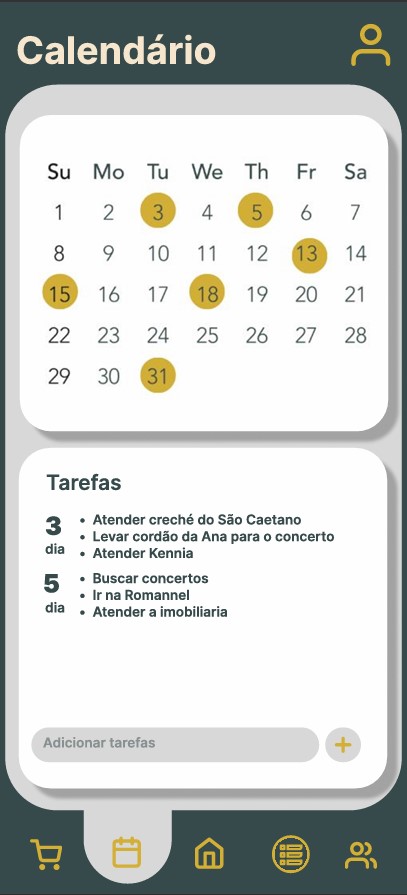 Calendário
Su Mo Tu We Th Fr Sa
1 2 3 4 5 6 7
8 9 10 11 12 13 14
15 16 17 18 19 20 21
22 23 24 25 26 27 28
29 30 31
Tarefas
3 dia
• Atender creché do São Caetano
• Levar cordão da Ana para o concerto
• Atender Kennia
5 dia
• Buscar concertos
• Ir na Romannel
• Atender a imobiliaria
Adicionar tarefas